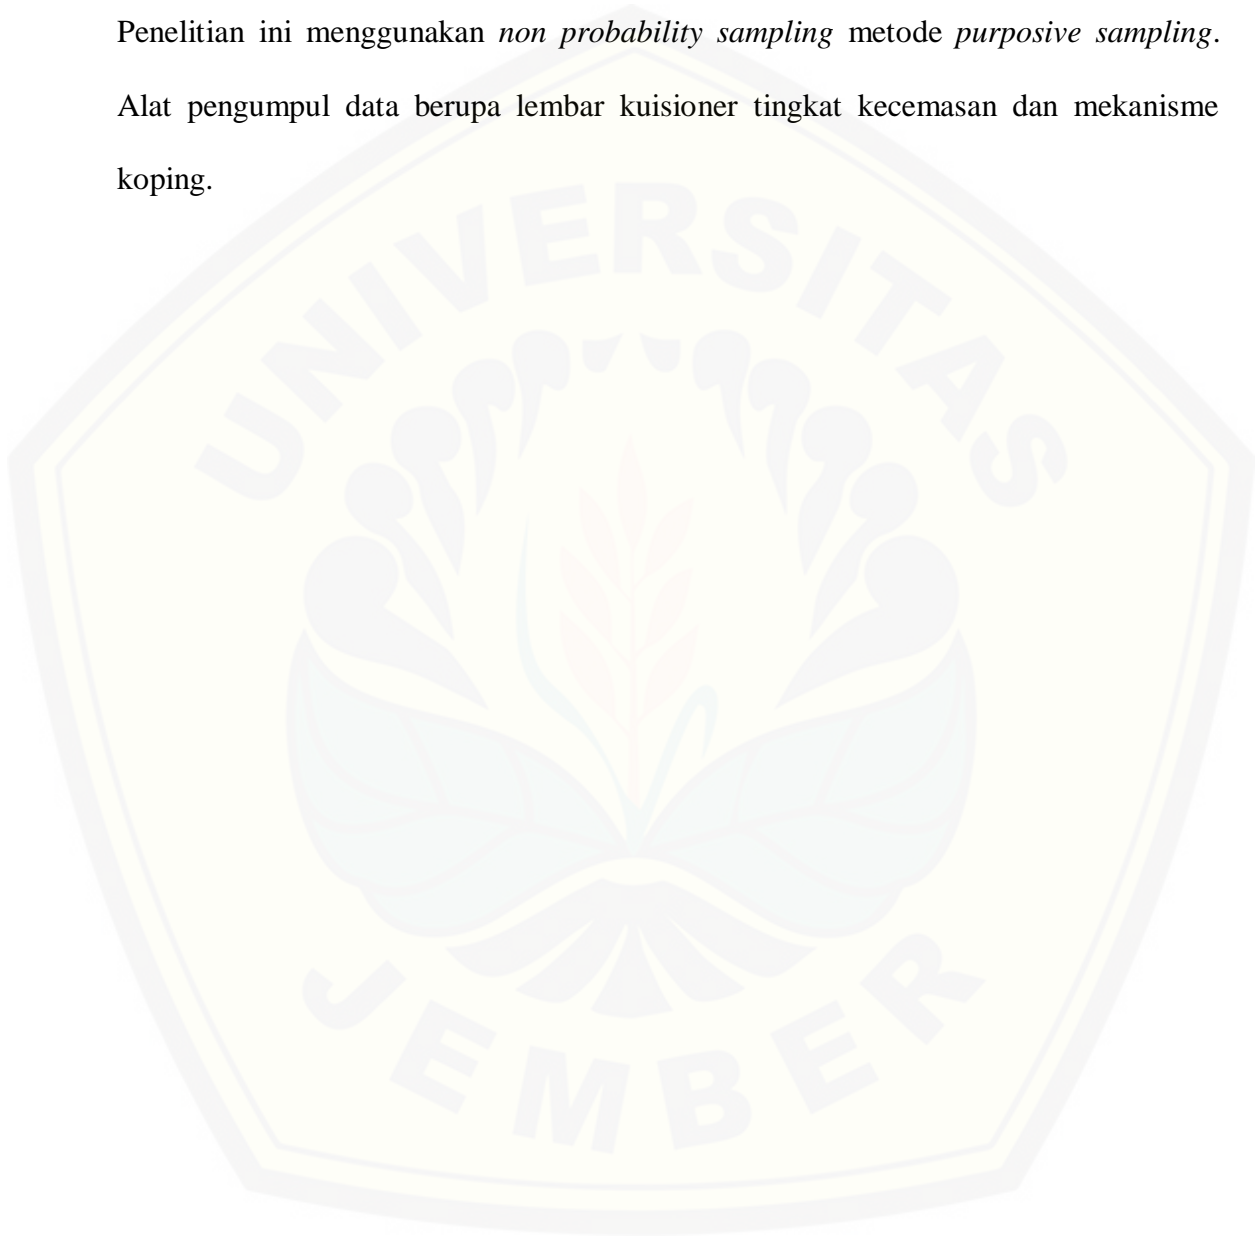 Penelitian ini menggunakan non probability sampling metode purposive sampling.
Alat pengumpul data berupa lembar kuisioner tingkat kecemasan dan mekanisme
koping.
UNIVERSITAS
JEMBER